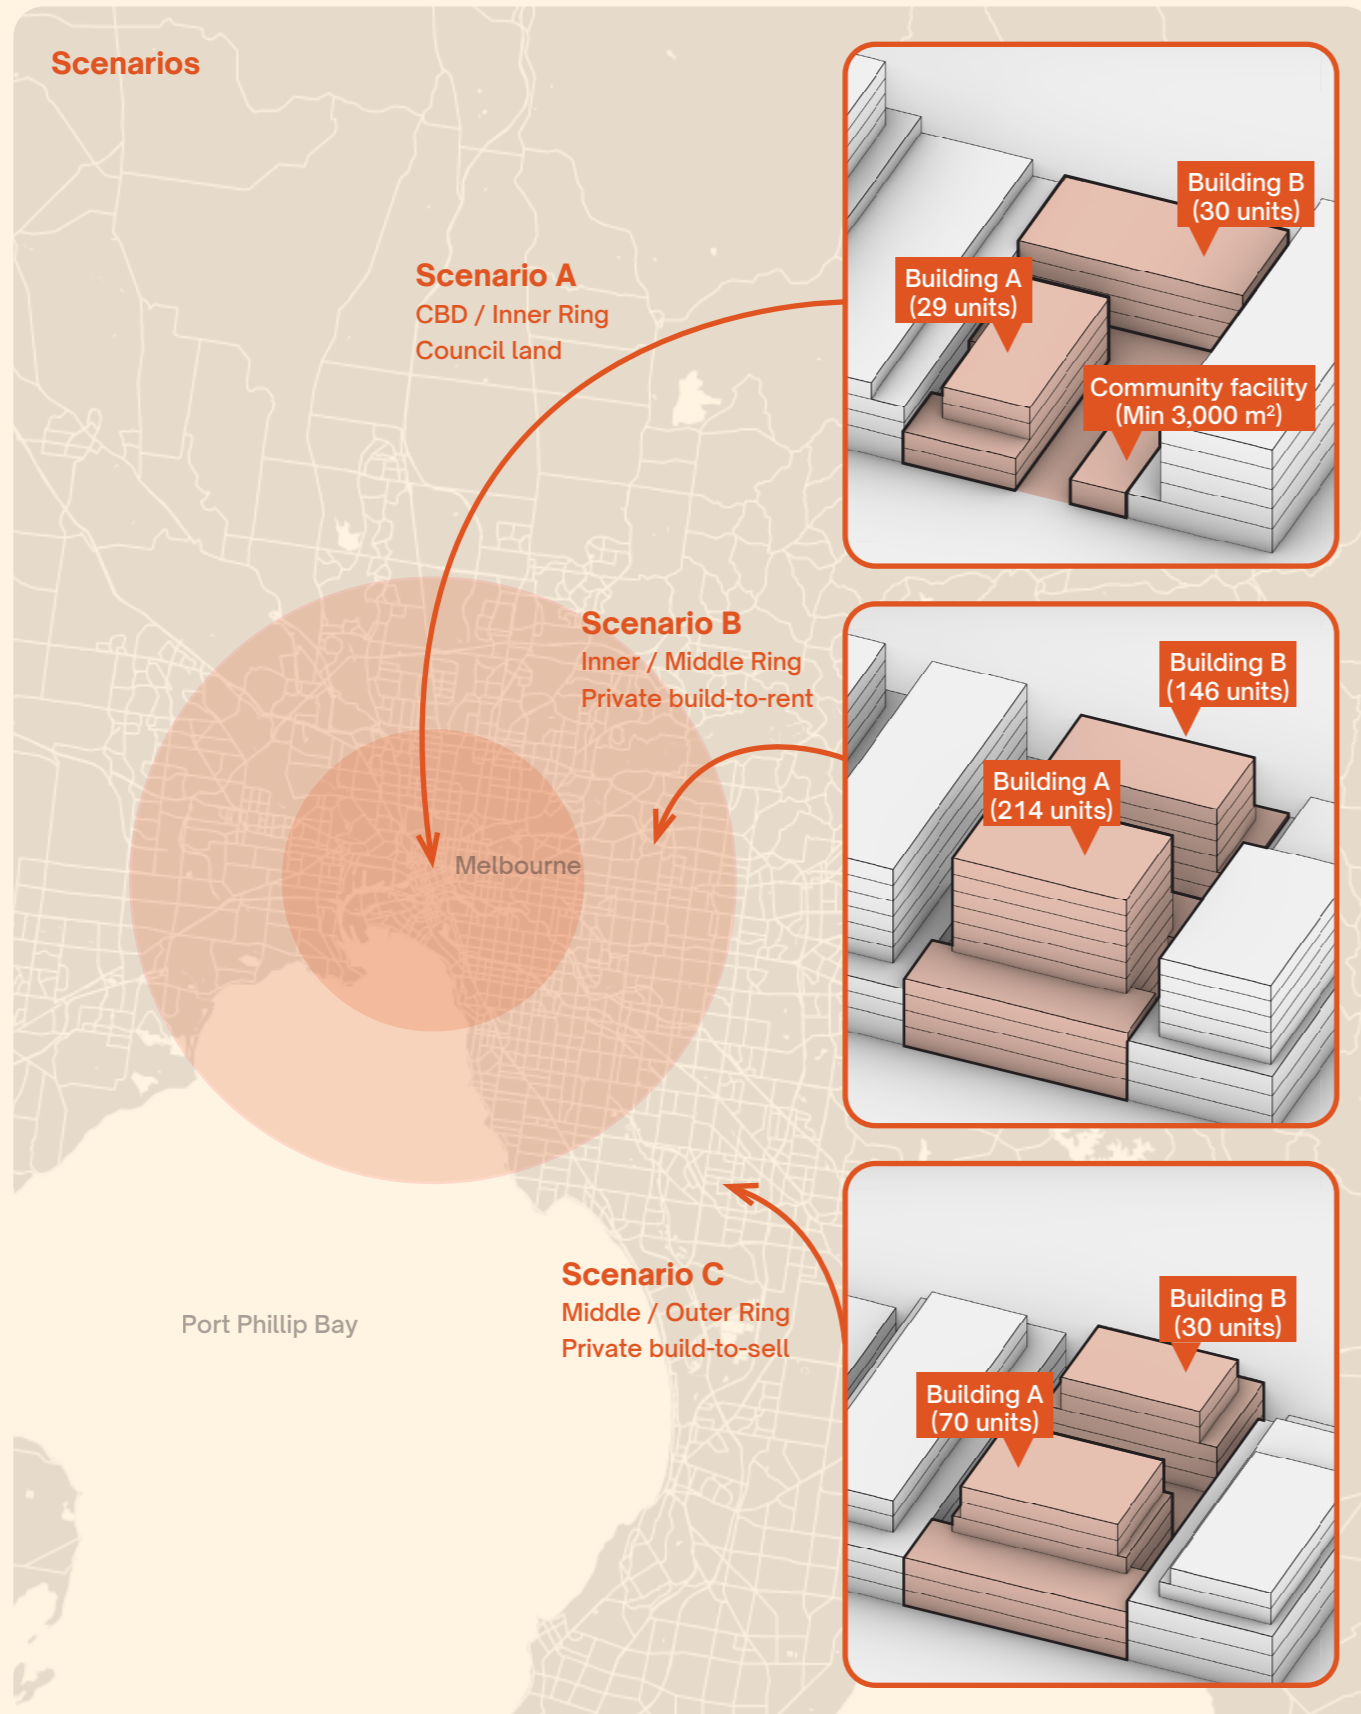 Scenarios
Scenario A
CBD / Inner Ring
Council land
Building B
(30 units)
Building A
(29 units)
Community facility
(Min 3,000 m²)
Scenario B
Inner / Middle Ring
Private build-to-rent
Building B
(146 units)
Building A
(214 units)
Melbourne
Scenario C
Middle / Outer Ring
Private build-to-sell
Building B
(30 units)
Building A
(70 units)
Port Phillip Bay